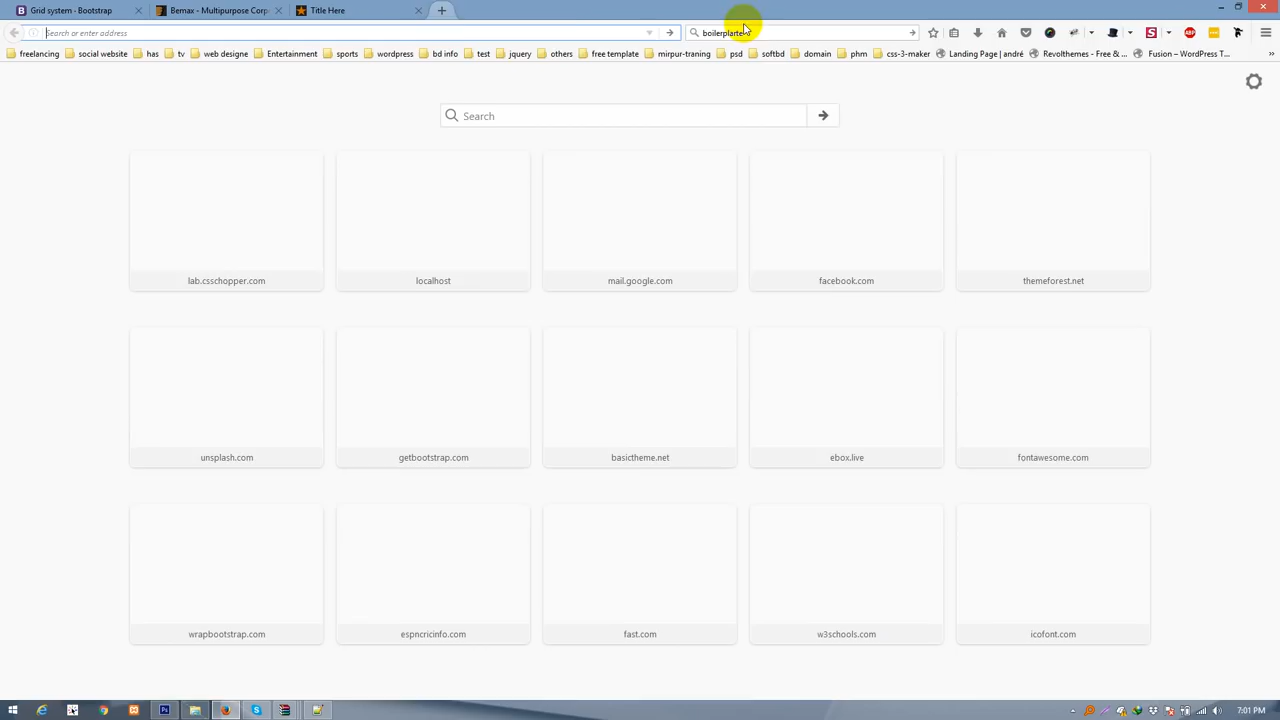 Grid system · Bootstrap
Bemax - Multipurpose Corp
Title Here
Search or enter address
boilerplarte
freelancing social website has tv web designe Entertainment sports wordpress bd info test jquery others free template mirpur-traning psd softbd domain phm css-3-maker Landing Page | andré Revolthemes - Free & ... Fusion – WordPress T...
Search
lab.csschopper.com localhost mail.google.com facebook.com themeforest.net
unsplash.com getbootstrap.com basictheme.net ebox.live fontawesome.com
wrapbootstrap.com espncricinfo.com fast.com w3schools.com icofont.com
7:01 PM